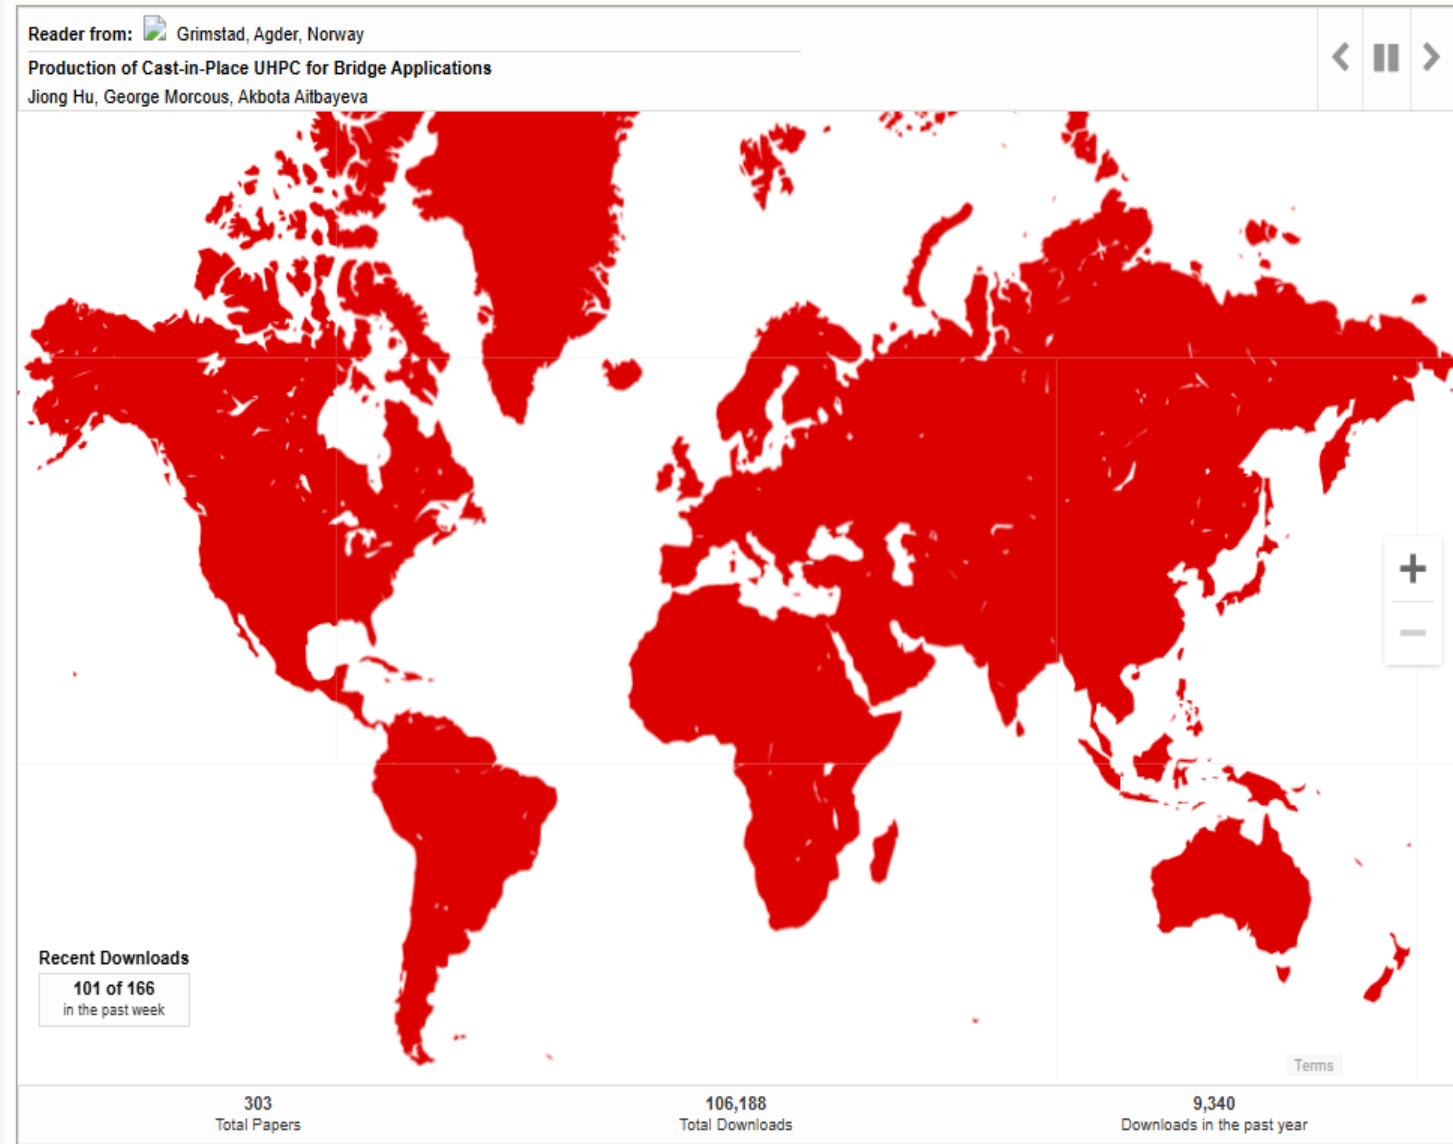 Reader from: Grimstad, Agder, Norway
Production of Cast-in-Place UHPC for Bridge Applications
Jiong Hu, George Morcous, Akbota Aitbayeva
Recent Downloads
101 of 166
in the past week
Terms
303
Total Papers
106,188
Total Downloads
9,340
Downloads in the past year